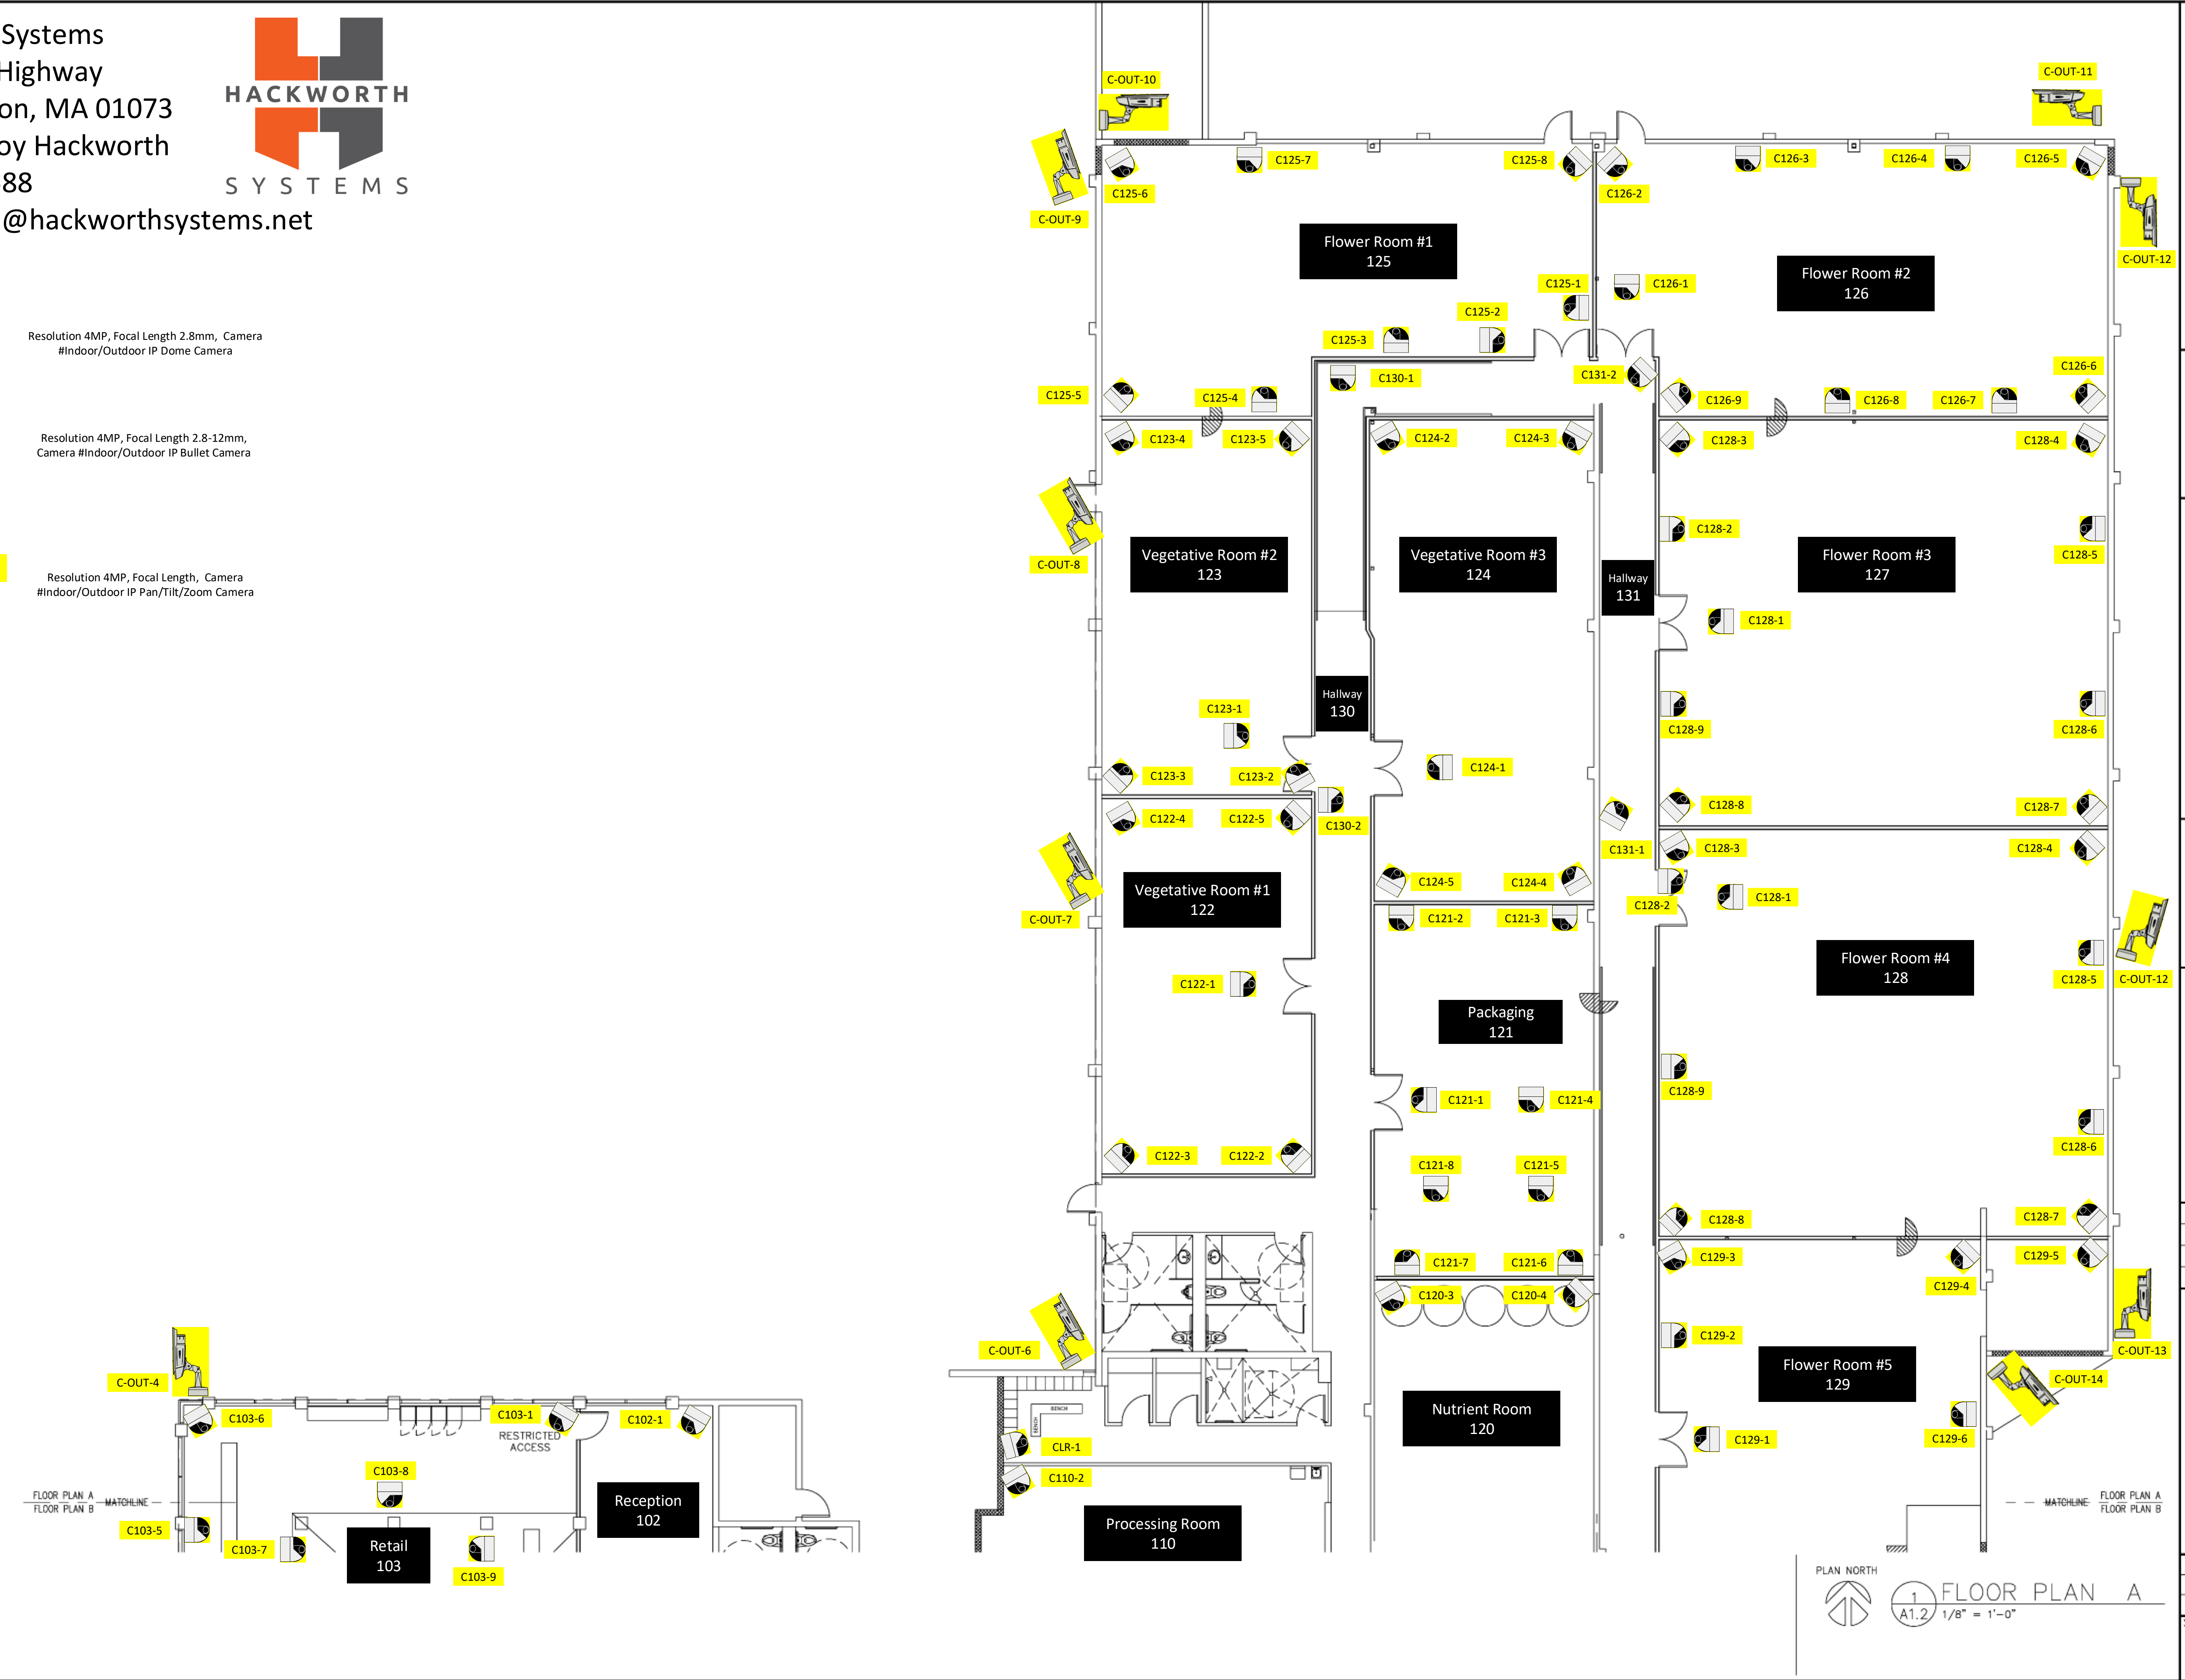 Systems
Highway
on, MA 01073
oy Hackworth
88
@hackworthsystems.net
HACKWORTH
SYSTEMS
Resolution 4MP, Focal Length 2.8mm, Camera
#Indoor/Outdoor IP Dome Camera
Resolution 4MP, Focal Length 2.8-12mm,
Camera #Indoor/Outdoor IP Bullet Camera
Resolution 4MP, Focal Length, Camera
#Indoor/Outdoor IP Pan/Tilt/Zoom Camera
C-OUT-10
C-OUT-11
C125-7
C125-8
C126-3
C126-4
C126-5
C125-6
C126-2
C-OUT-9
Flower Room #1
125
C-OUT-12
Flower Room #2
126
C125-1
C126-1
C125-2
C125-3
C126-6
C131-2
C130-1
C125-5
C125-4
C126-9
C126-8
C126-7
C123-4
C123-5
C124-2
C124-3
C128-3
C128-4
C128-2
C128-5
C-OUT-8
Vegetative Room #2
123
Vegetative Room #3
124
Hallway
131
Flower Room #3
127
C128-1
Hallway
130
C123-1
C128-9
C128-6
C124-1
C123-3
C123-2
C128-8
C128-7
C122-4
C122-5
C130-2
C131-1
C128-3
C128-4
C124-5
C124-4
Vegetative Room #1
122
C128-1
C128-2
C-OUT-7
C121-2
C121-3
Flower Room #4
128
C122-1
C128-5
C-OUT-12
Packaging
121
C128-9
C121-1
C121-4
C128-6
C122-3
C122-2
C121-8
C121-5
C128-8
C128-7
C129-3
C129-5
C121-7
C121-6
C129-4
C120-3
C120-4
C129-2
C-OUT-6
C-OUT-13
Flower Room #5
129
C-OUT-4
C-OUT-14
BENCH
BENCH
Nutrient Room
120
C103-6
C103-1
C102-1
RESTRICTED
ACCESS
CLR-1
C129-1
C129-6
C103-8
C110-2
FLOOR PLAN A
MATCHLINE
FLOOR PLAN B
Reception
102
FLOOR PLAN A
MATCHLINE
FLOOR PLAN B
C103-5
Processing Room
110
C103-7
Retail
103
C103-9
PLAN NORTH
1
A1.2
FLOOR PLAN A
1/8" = 1'-0"